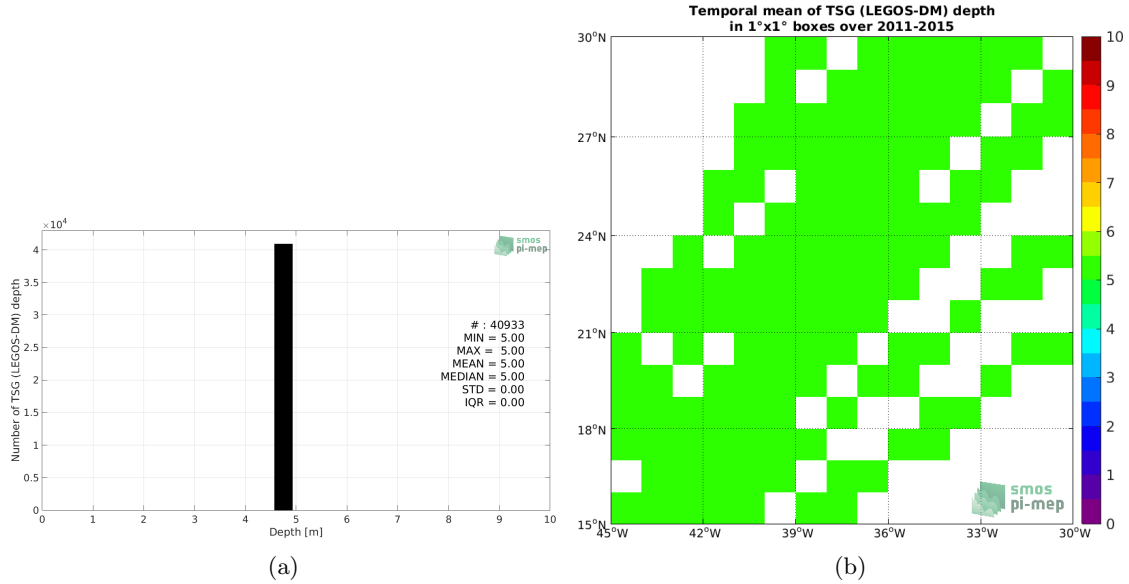 ×10⁴
4
3.5
3
2.5
2
1.5
1
0.5
0
Number of TSG (LEGOS-DM) depth
smos
pi-mep
# : 40933
MIN = 5.00
MAX = 5.00
MEAN = 5.00
MEDIAN = 5.00
STD = 0.00
IQR = 0.00
0 1 2 3 4 5 6 7 8 9 10
Depth [m]
(a)
Temporal mean of TSG (LEGOS-DM) depth
in 1°x1° boxes over 2011-2015
30°N
27°N
24°N
21°N
18°N
15°N
45°W 42°W 39°W 36°W 33°W 30°W
smos
pi-mep
10
9
8
7
6
5
4
3
2
1
0
(b)